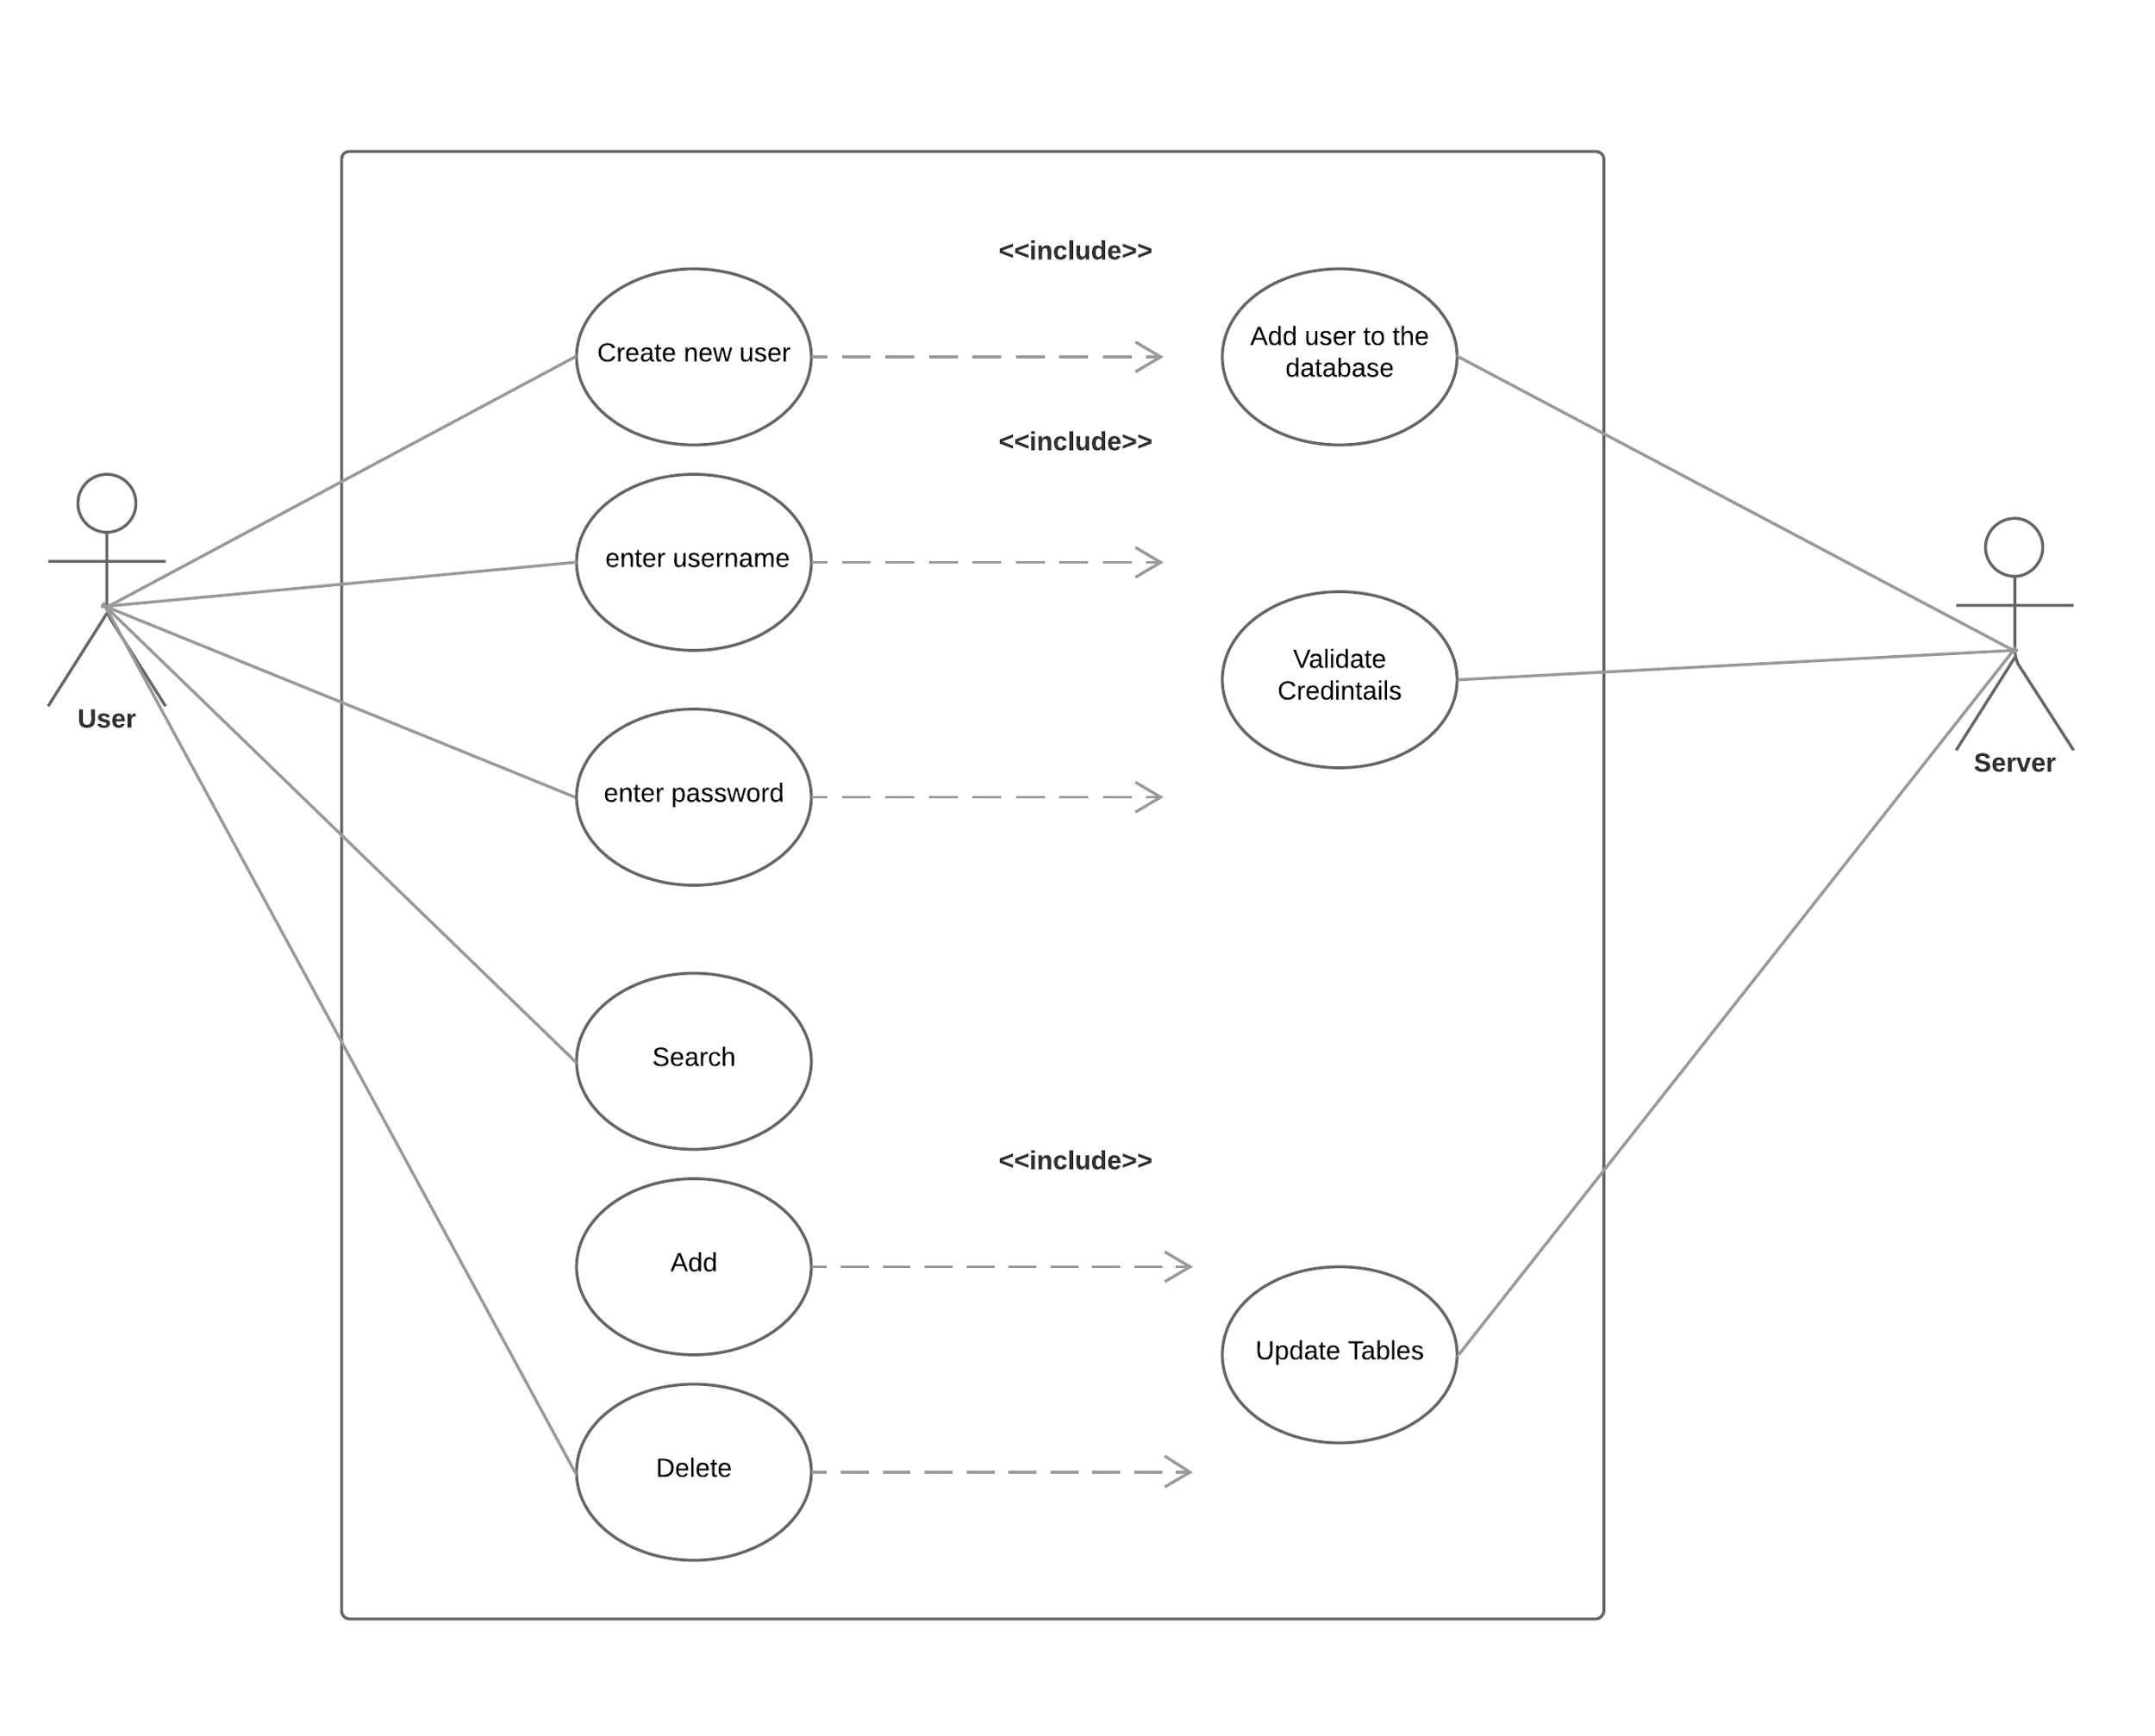 <<include>>
Create new user
Add user to the
database
<<include>>
enter username
Validate
Credintails
User
Server
enter password
Search
<<include>>
Add
Update Tables
Delete